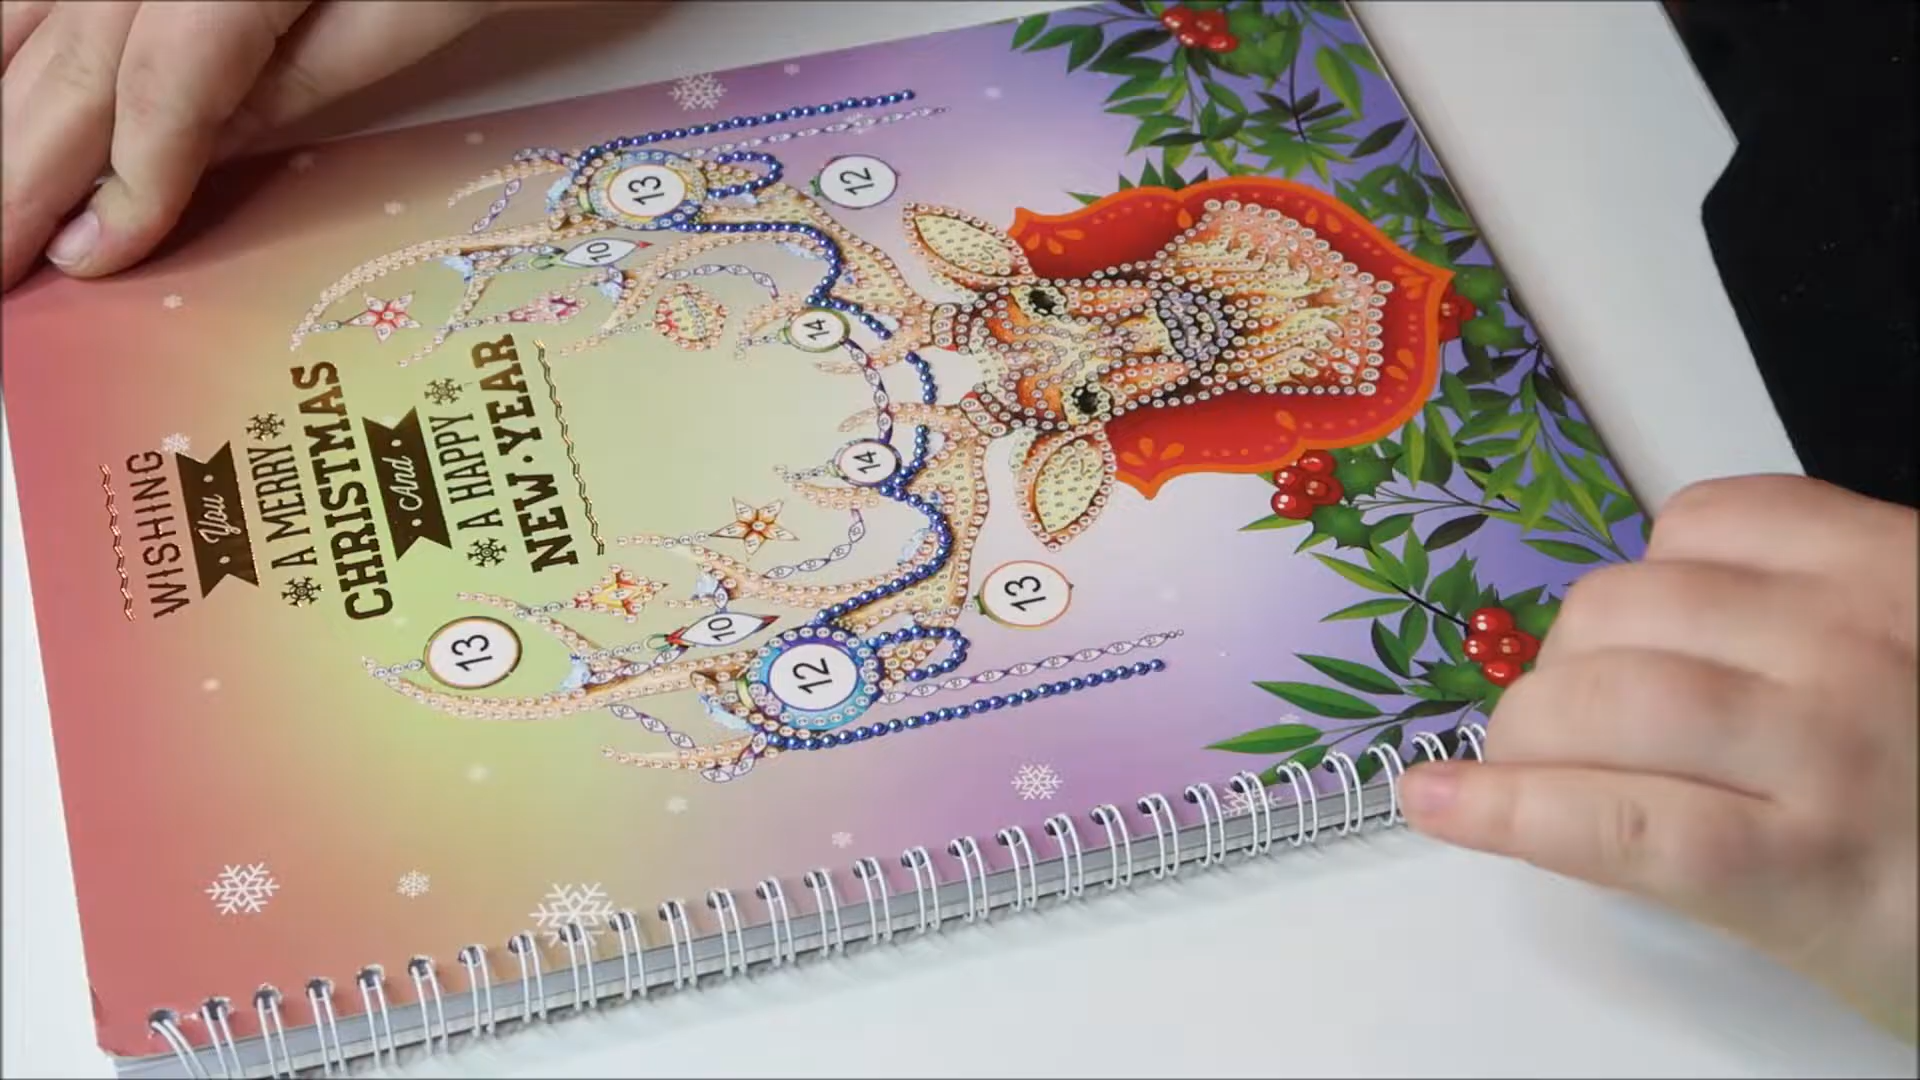 WISHING
You
A MERRY
CHRISTMAS
And
A HAPPY
NEW·YEAR
13
12
10
14
14
13
10
13
12